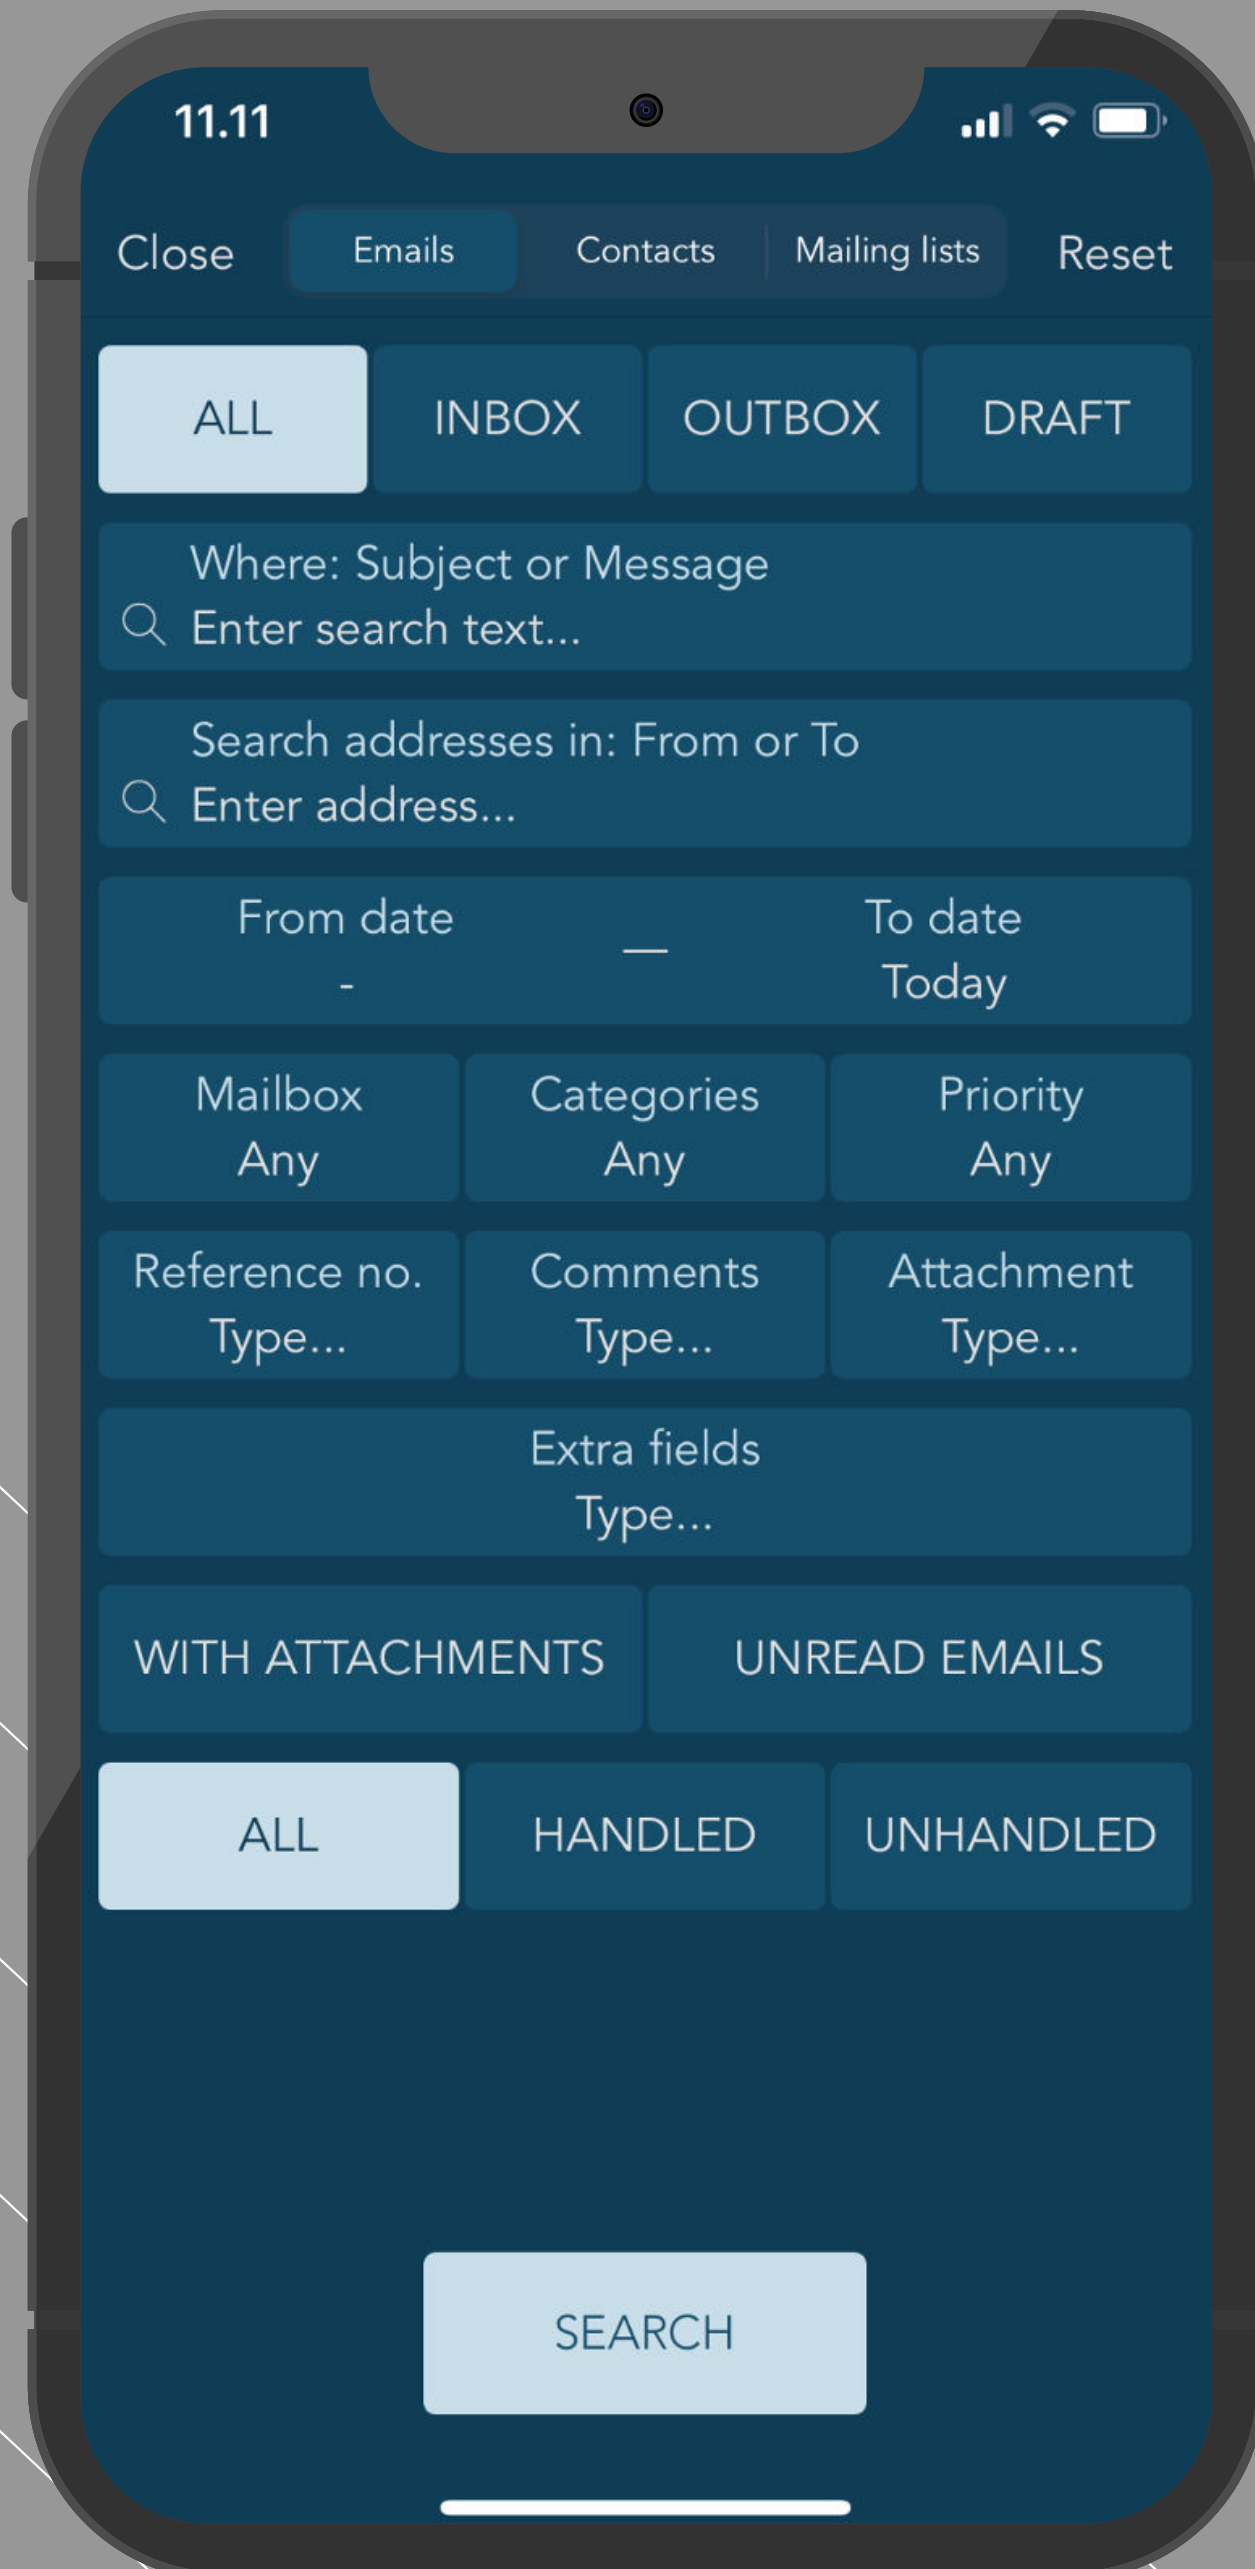 11.11
Close Emails Contacts Mailing lists Reset
ALL INBOX OUTBOX DRAFT
Where: Subject or Message
Enter search text...
Search addresses in: From or To
Enter address...
From date — To date
- Today
Mailbox Categories Priority
Any Any Any
Reference no. Comments Attachment
Type... Type... Type...
Extra fields
Type...
WITH ATTACHMENTS UNREAD EMAILS
ALL HANDLED UNHANDLED
SEARCH